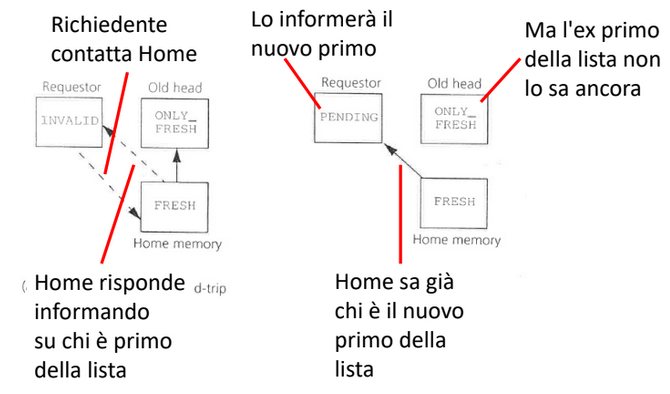 Richiedente
contatta Home
Lo informerà il
nuovo primo
Ma l'ex primo
della lista non
lo sa ancora
Requestor
Old head
INVALID
ONLY_
FRESH
FRESH
Home memory
Requestor
Old head
PENDING
ONLY_
FRESH
FRESH
Home memory
Home risponde
informando
su chi è primo
della lista
d-trip
Home sa già
chi è il nuovo
primo della
lista